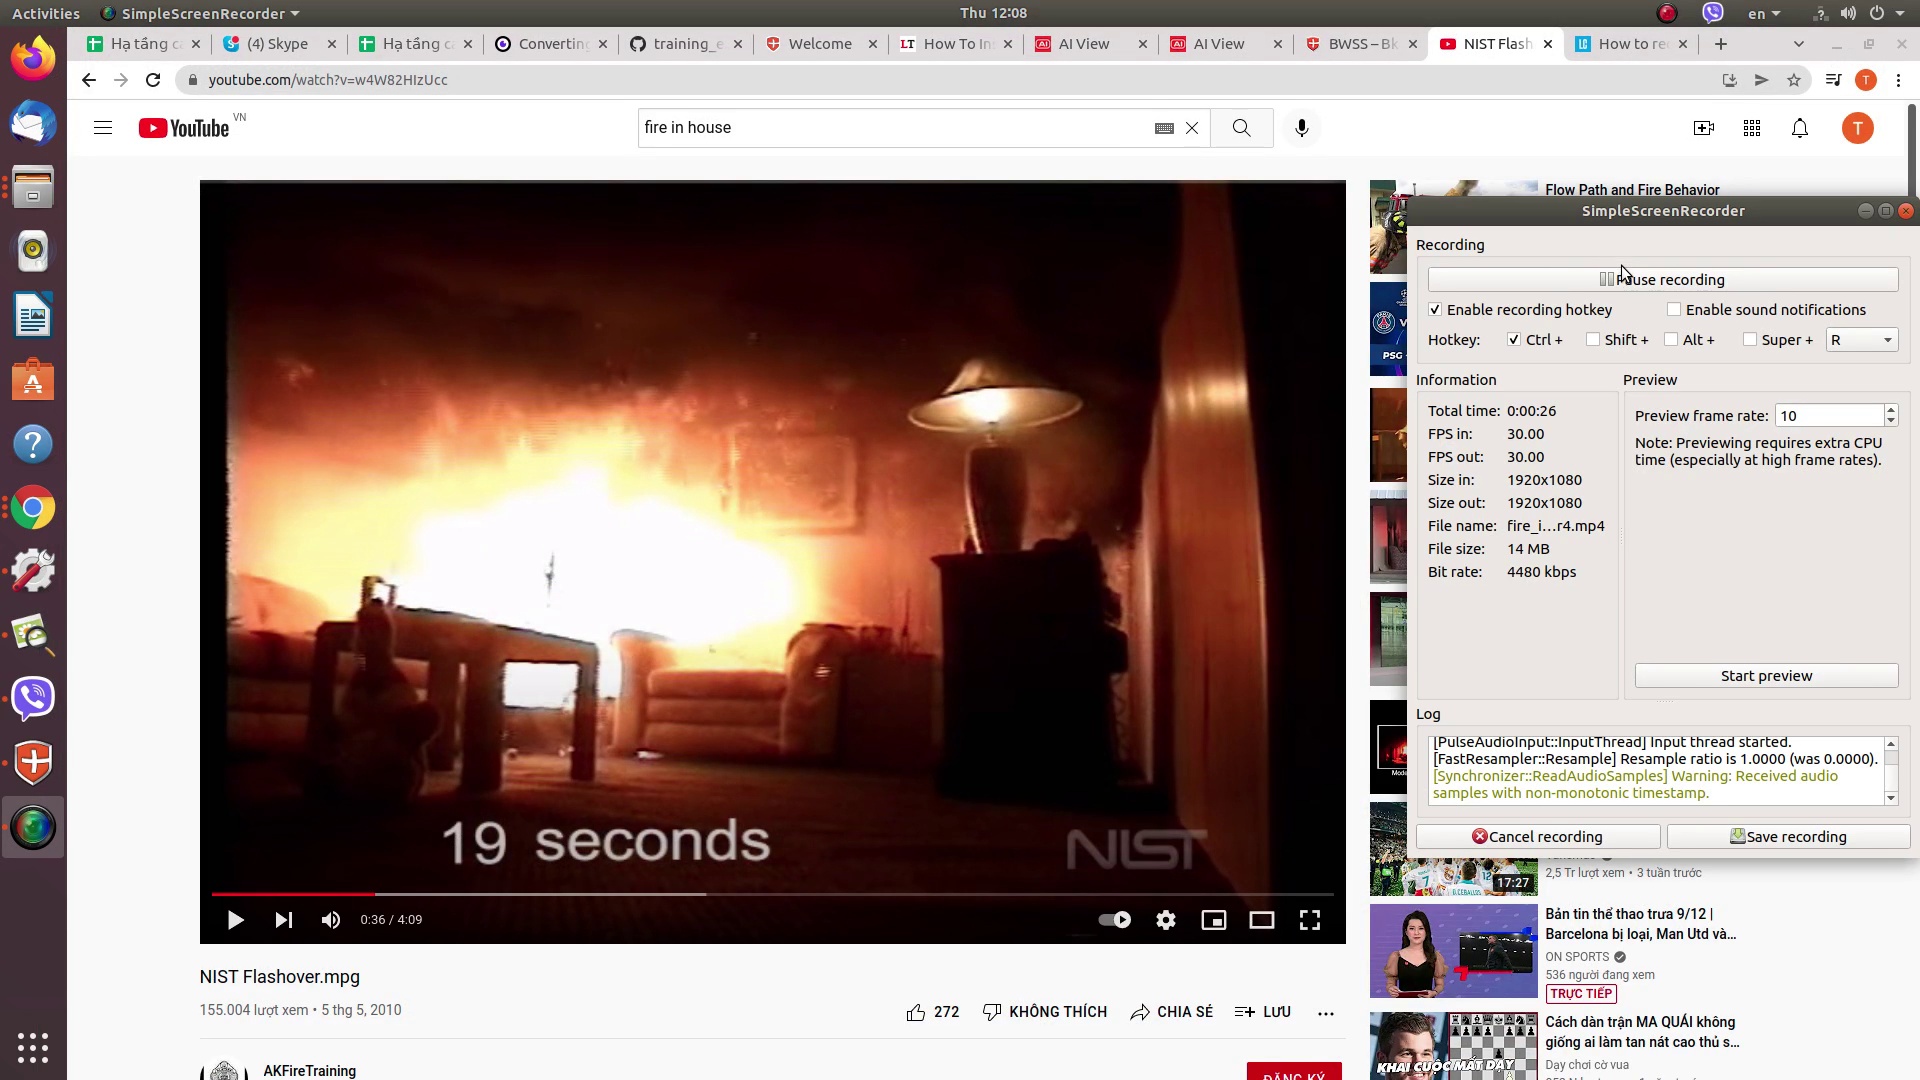 Activities
SimpleScreenRecorder
Thu 12:08
en
Hạ tầng c
(4) Skype
Hạ tầng c
Converting
training_e
Welcome
How To In
AI View
AI View
BWSS – Bk
NIST Flash
How to re
youtube.com/watch?v=w4W82HIzUcc
T
YouTube VN
fire in house
T
19 seconds
NIST
0:36 / 4:09
NIST Flashover.mpg
155.004 lượt xem • 5 thg 5, 2010
272
KHÔNG THÍCH
CHIA SẺ
LƯU
AKFireTraining
ĐĂNG KÝ
Flow Path and Fire Behavior
SimpleScreenRecorder
Recording
Pause recording
Enable recording hotkey
Enable sound notifications
Hotkey:
Ctrl +
Shift +
Alt +
Super +
R
Information
Total time: 0:00:26
FPS in: 30.00
FPS out: 30.00
Size in: 1920x1080
Size out: 1920x1080
File name: fire_i...r4.mp4
File size: 14 MB
Bit rate: 4480 kbps
Preview
Preview frame rate: 10
Note: Previewing requires extra CPU
time (especially at high frame rates).
Start preview
Log
[PulseAudioInput::InputThread] Input thread started.
[FastResampler::Resample] Resample ratio is 1.0000 (was 0.0000).
[Synchronizer::ReadAudioSamples] Warning: Received audio
samples with non-monotonic timestamp.
Cancel recording
Save recording
PSG
17:27
2,5 Tr lượt xem • 3 tuần trước
Bản tin thể thao trưa 9/12 |
Barcelona bị loại, Man Utd và...
ON SPORTS
536 người đang xem
TRỰC TIẾP
Cách dàn trận MA QUÁI không
giống ai làm tan nát cao thủ s...
Dạy chơi cờ vua
KHAI CUỘC MẤT DẠY